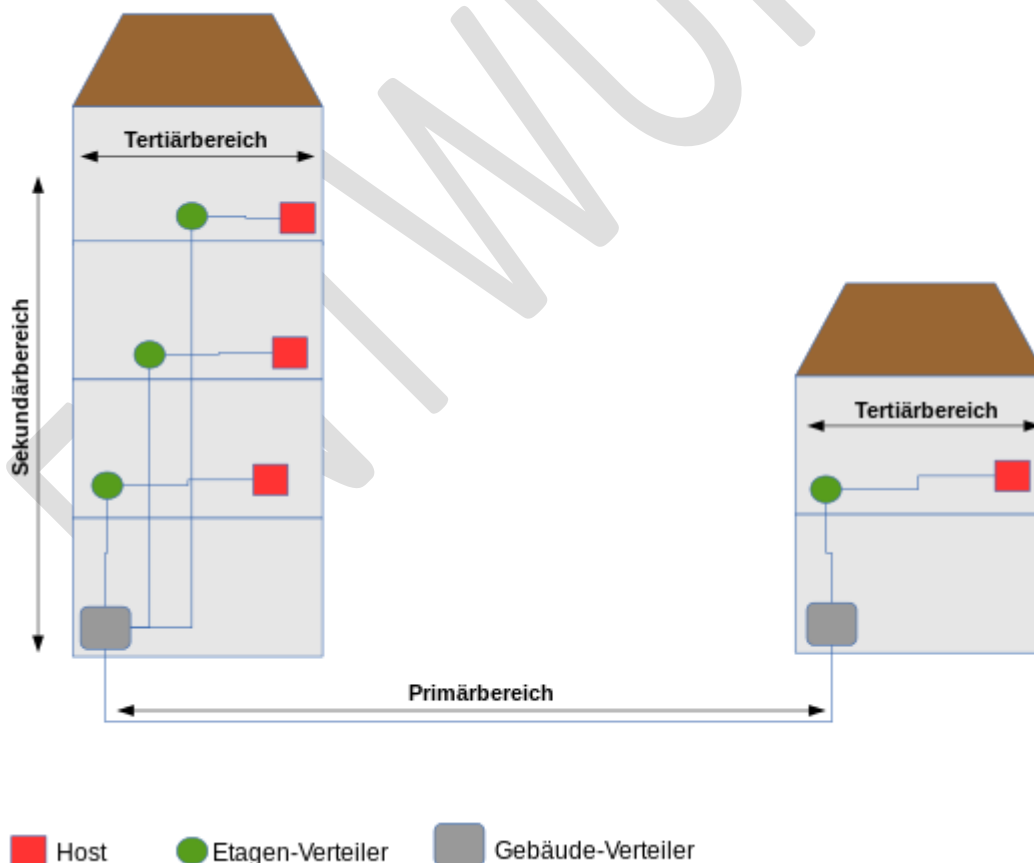 Tertiärbereich
Sekundärbereich
Tertiärbereich
Primärbereich
Host
Etagen-Verteiler
Gebäude-Verteiler